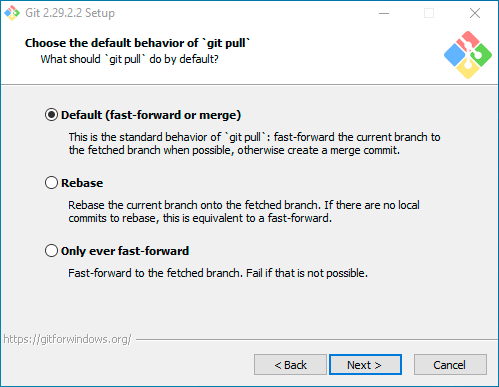 Git 2.29.2.2 Setup
Choose the default behavior of `git pull`
What should `git pull` do by default?
Default (fast-forward or merge)
This is the standard behavior of `git pull`: fast-forward the current branch to
the fetched branch when possible, otherwise create a merge commit.
Rebase
Rebase the current branch onto the fetched branch. If there are no local
commits to rebase, this is equivalent to a fast-forward.
Only ever fast-forward
Fast-forward to the fetched branch. Fail if that is not possible.
https://gitforwindows.org/
< Back
Next >
Cancel